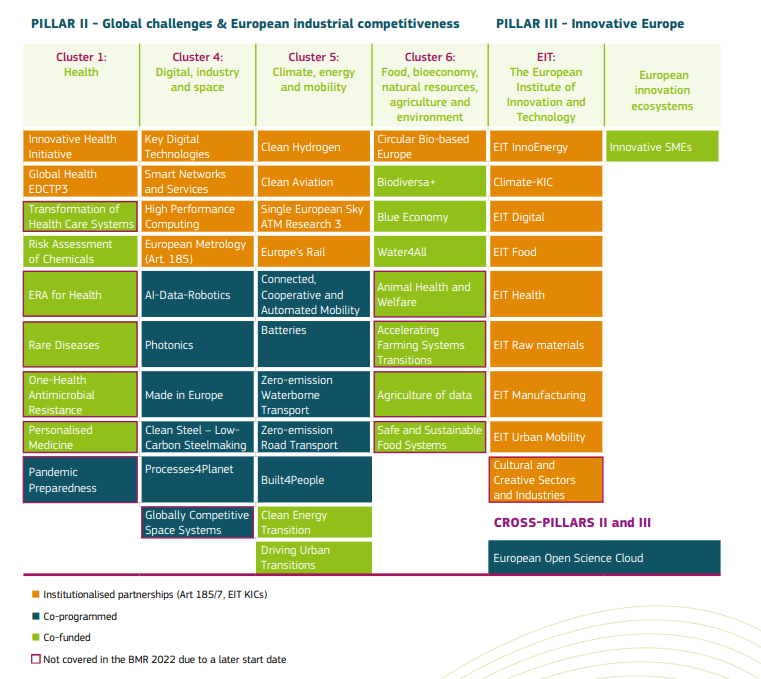 PILLAR II – Global challenges & European industrial competitiveness
PILLAR III – Innovative Europe
Cluster 1:
Health
Cluster 4:
Digital, industry
and space
Cluster 5:
Climate, energy
and mobility
Cluster 6:
Food, bioeconomy,
natural resources,
agriculture and
environment
EIT:
The European
Institute of
Innovation and
Technology
European
innovation
ecosystems
Innovative Health
Initiative
Global Health
EDCTP3
Transformation of
Health Care Systems
Risk Assessment
of Chemicals
ERA for Health
Rare Diseases
One-Health
Antimicrobial
Resistance
Personalised
Medicine
Pandemic
Preparedness
Key Digital
Technologies
Smart Networks
and Services
High Performance
Computing
European Metrology
(Art. 185)
AI-Data-Robotics
Photonics
Made in Europe
Clean Steel – Low-
Carbon Steelmaking
Processes4Planet
Globally Competitive
Space Systems
Clean Hydrogen
Clean Aviation
Single European Sky
ATM Research 3
Europe's Rail
Connected,
Cooperative and
Automated Mobility
Batteries
Zero-emission
Waterborne
Transport
Zero-emission
Road Transport
Built4People
Clean Energy
Transition
Driving Urban
Transitions
Circular Bio-based
Europe
Biodiversa+
Blue Economy
Water4All
Animal Health and
Welfare
Accelerating
Farming Systems
Transitions
Agriculture of data
Safe and Sustainable
Food Systems
EIT InnoEnergy
Climate-KIC
EIT Digital
EIT Food
EIT Health
EIT Raw materials
EIT Manufacturing
EIT Urban Mobility
Cultural and
Creative Sectors
and Industries
Innovative SMEs
CROSS-PILLARS II and III
European Open Science Cloud
Institutionalised partnerships (Art 185/7, EIT KICs)
Co-programmed
Co-funded
Not covered in the BMR 2022 due to a later start date